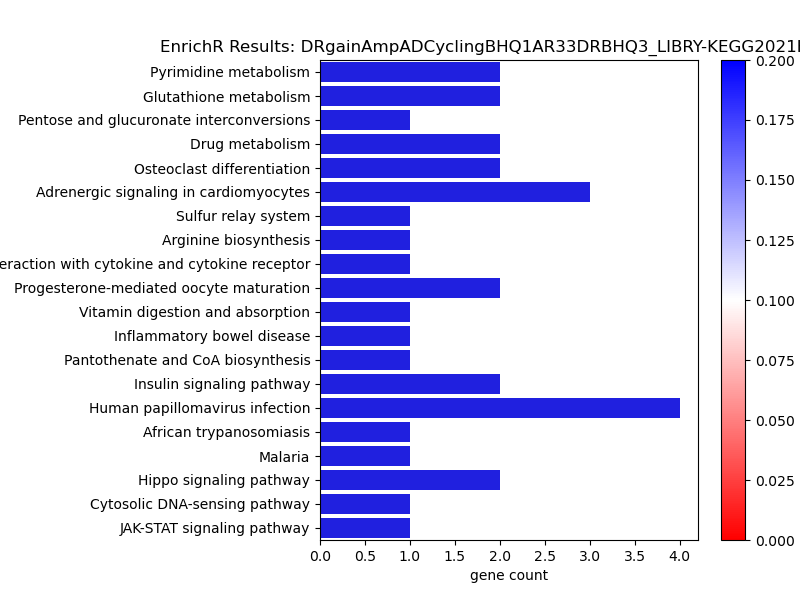 EnrichR Results: DRgainAmpADCyclingBHQ1AR33DRBHQ3_LIBRY-KEGG2021
Pyrimidine metabolism
Glutathione metabolism
Pentose and glucuronate interconversions
Drug metabolism
Osteoclast differentiation
Adrenergic signaling in cardiomyocytes
Sulfur relay system
Arginine biosynthesis
eraction with cytokine and cytokine receptor
Progesterone-mediated oocyte maturation
Vitamin digestion and absorption
Inflammatory bowel disease
Pantothenate and CoA biosynthesis
Insulin signaling pathway
Human papillomavirus infection
African trypanosomiasis
Malaria
Hippo signaling pathway
Cytosolic DNA-sensing pathway
JAK-STAT signaling pathway
0.0 0.5 1.0 1.5 2.0 2.5 3.0 3.5 4.0
gene count
0.200
0.175
0.150
0.125
0.100
0.075
0.050
0.025
0.000